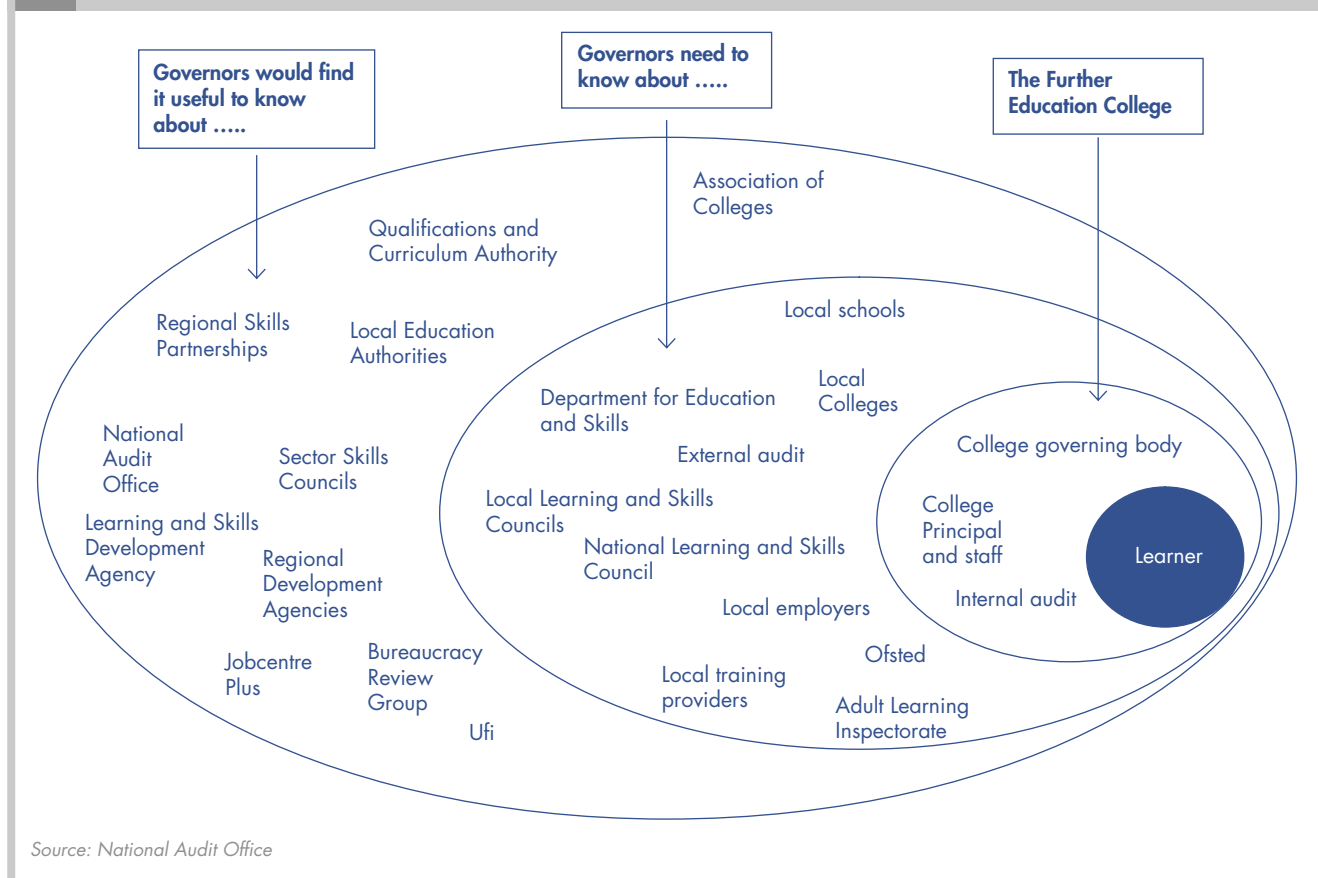 Governors would find
it useful to know
about …..
Governors need to
know about …..
The Further
Education College
Association of
Colleges
Qualifications and
Curriculum Authority
Regional Skills
Partnerships
Local Education
Authorities
National
Audit
Office
Sector Skills
Councils
Learning and Skills
Development
Agency
Regional
Development
Agencies
Jobcentre
Plus
Bureaucracy
Review
Group
Ufi
Local schools
Department for Education
and Skills
Local
Colleges
External audit
Local Learning and Skills
Councils
National Learning and Skills
Council
Local employers
Ofsted
Local training
providers
Adult Learning
Inspectorate
College governing body
College
Principal
and staff
Internal audit
Learner
Source: National Audit Office